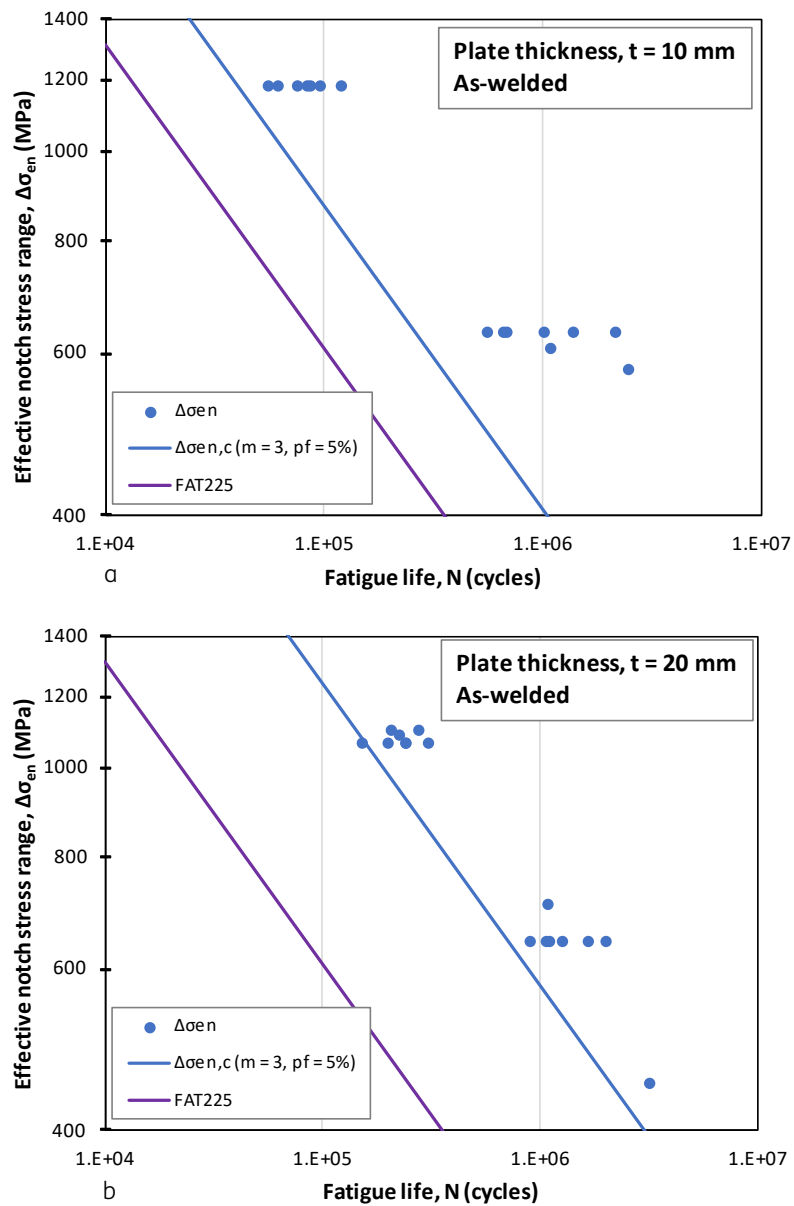 1400
1200
1000
800
600
400
Effective notch stress range, Δσen (MPa)
Plate thickness, t = 10 mm
As-welded
Δσen
Δσen,c (m = 3, pf = 5%)
FAT225
1.E+04
1.E+05
1.E+06
1.E+07
a
Fatigue life, N (cycles)
1400
1200
1000
800
600
400
Effective notch stress range, Δσen (MPa)
Plate thickness, t = 20 mm
As-welded
Δσen
Δσen,c (m = 3, pf = 5%)
FAT225
1.E+04
1.E+05
1.E+06
1.E+07
b
Fatigue life, N (cycles)